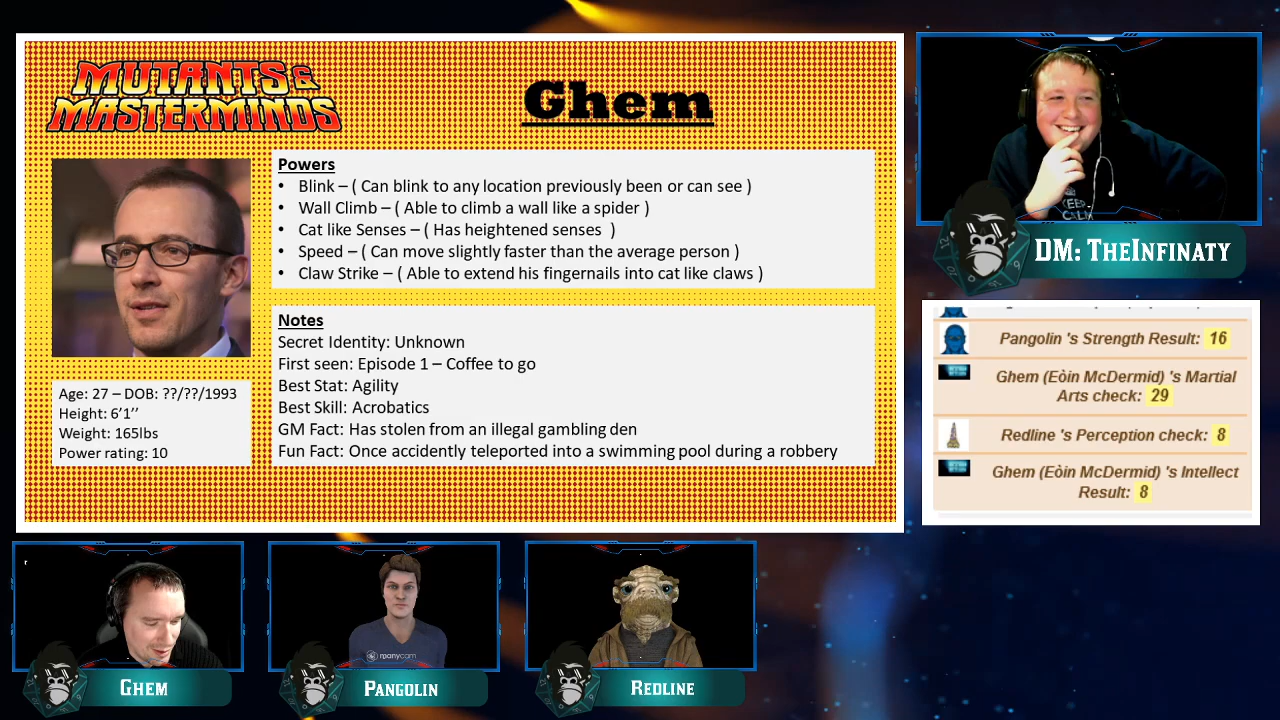 MUTANTS &
MASTERMINDS
Ghem
Powers
• Blink – ( Can blink to any location previously been or can see )
• Wall Climb – ( Able to climb a wall like a spider )
• Cat like Senses – ( Has heightened senses )
• Speed – ( Can move slightly faster than the average person )
• Claw Strike – ( Able to extend his fingernails into cat like claws )
Notes
Secret Identity: Unknown
First seen: Episode 1 – Coffee to go
Best Stat: Agility
Best Skill: Acrobatics
GM Fact: Has stolen from an illegal gambling den
Fun Fact: Once accidently teleported into a swimming pool during a robbery
Age: 27 – DOB: ??/??/1993
Height: 6’1’’
Weight: 165lbs
Power rating: 10
KEEP
CALM
DM: TheInfinaty
Pangolin 's Strength Result: 16
Ghem (Eòin McDermid) 's Martial
Arts check: 29
Redline 's Perception check: 8
Ghem (Eòin McDermid) 's Intellect
Result: 8
manycam
Ghem
Pangolin
Redline